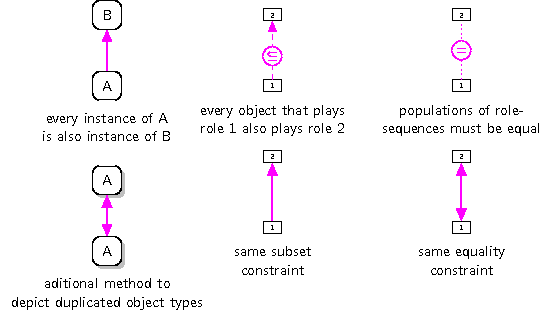 B
A
every instance of A
is also instance of B
2
⊆
1
every object that plays
role 1 also plays role 2
2
=
1
populations of role-
sequences must be equal
A
A
aditional method to
depict duplicated object types
2
1
same subset
constraint
2
1
same equality
constraint